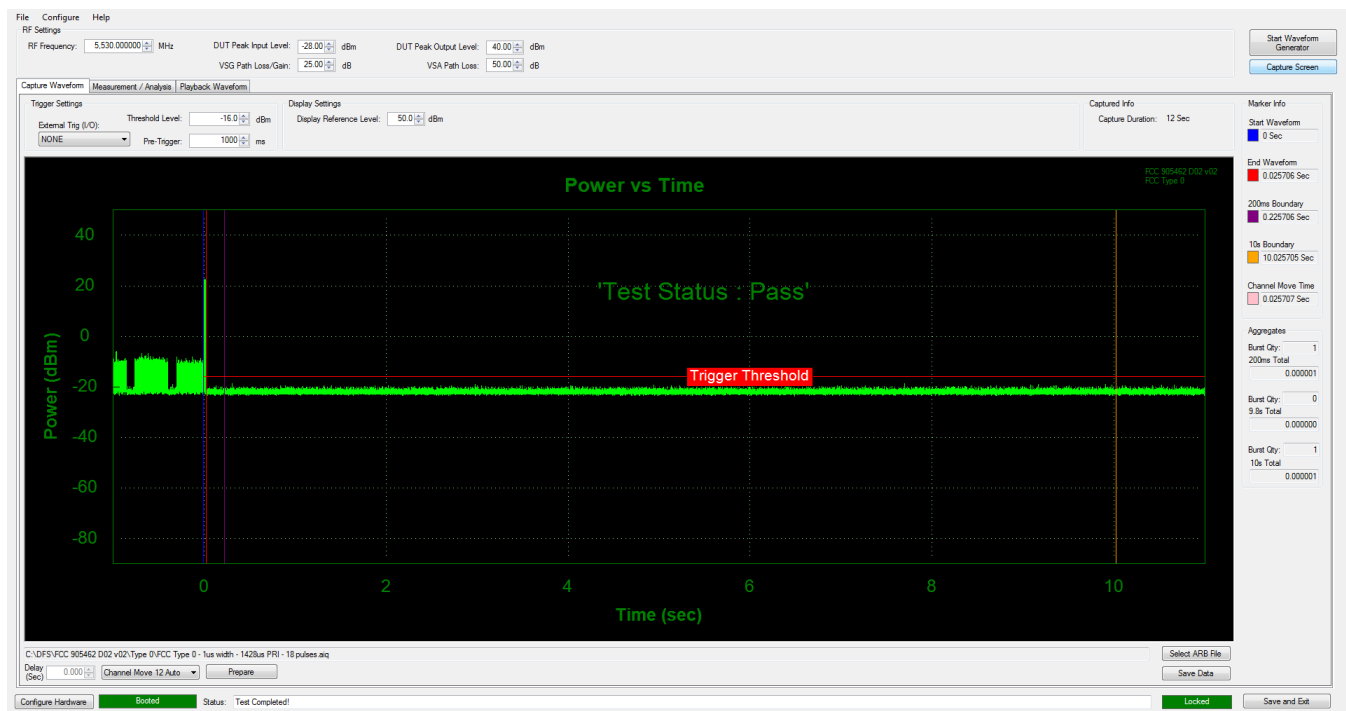 File Configure Help
RF Settings
RF Frequency: 5,530.000000 MHz DUT Peak Input Level: -28.00 dBm DUT Peak Output Level: 40.00 dBm
VSG Path Loss/Gain: 25.00 dB VSA Path Loss: 50.00 dB
Start Waveform Generator
Capture Screen
Capture Waveform Measurement / Analysis Playback Waveform
Trigger Settings
External Trig (I/O): Threshold Level: -16.0 dBm
NONE Pre-Trigger: 1000 ms
Display Settings
Display Reference Level: 50.0 dBm
Captured Info
Capture Duration: 12 Sec
Marker Info
Start Waveform
0 Sec
End Waveform
0.025706 Sec
200ms Boundary
0.225706 Sec
10s Boundary
10.025705 Sec
Channel Move Time
0.025707 Sec
Aggregates
Burst Qty: 1
200ms Total
0.000001
Burst Qty: 0
9.8s Total
0.000000
Burst Qty: 1
10s Total
0.000001
Power vs Time
FCC 905462 D02 v02
FCC Type 0
'Test Status : Pass'
Trigger Threshold
Power (dBm)
40
20
0
-20
-40
-60
-80
0 2 4 6 8 10
Time (sec)
C:\DFS\FCC 905462 D02 v02\Type 0\FCC Type 0 - 1us width - 1428us PRI - 18 pulses.aiq
Select ARB File
Delay (Sec) 0.000 Channel Move 12 Auto Prepare
Save Data
Configure Hardware Booted Status: Test Completed! Locked Save and Exit